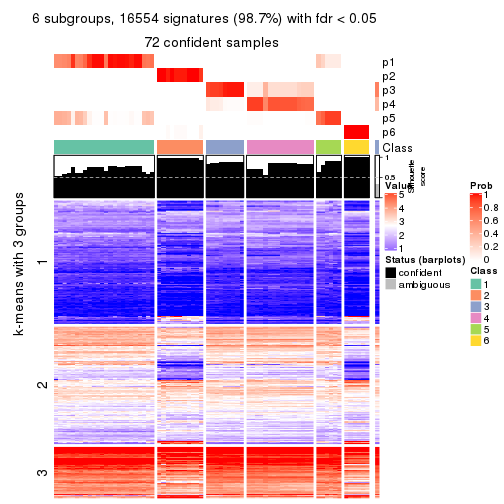 6 subgroups, 16554 signatures (98.7%) with fdr < 0.05
72 confident samples
p1
p2
p3
p4
p5
p6
Class
1
0.5
0
Silhouette
score
k-means with 3 groups
1
2
3
Value
5
4
3
2
1
Status (barplots)
confident
ambiguous
Prob
1
0.8
0.6
0.4
0.2
0
Class
1
2
3
4
5
6